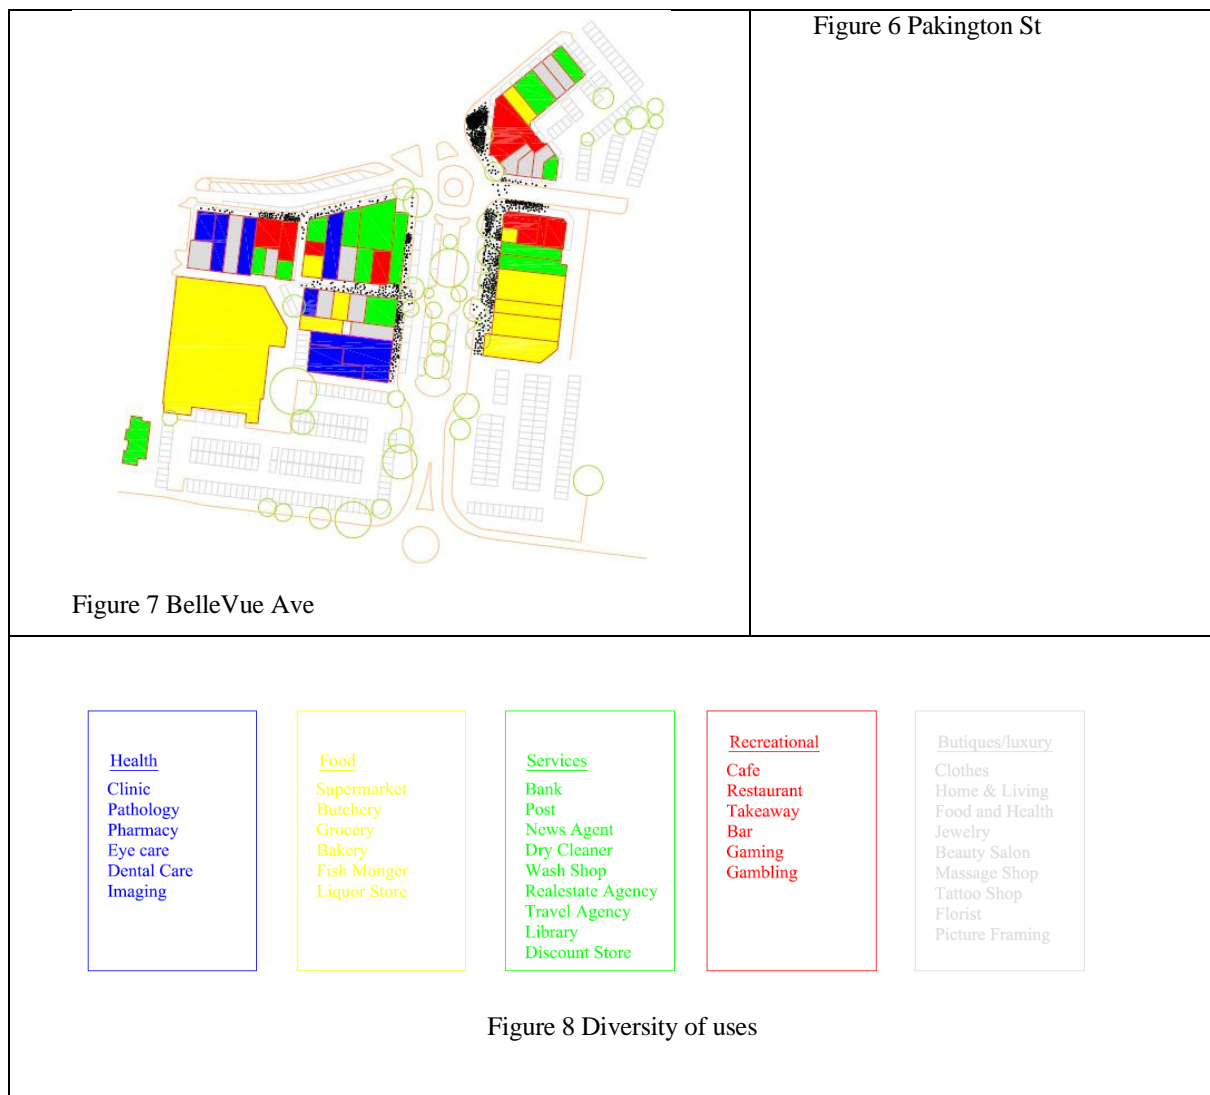 Figure 6 Pakington St
Figure 7 BelleVue Ave
Health
Clinic
Pathology
Pharmacy
Eye care
Dental Care
Imaging
Food
Supermarket
Butchery
Grocery
Bakery
Fish Monger
Liquor Store
Services
Bank
Post
News Agent
Dry Cleaner
Wash Shop
Realestate Agency
Travel Agency
Library
Discount Store
Recreational
Cafe
Restaurant
Takeaway
Bar
Gaming
Gambling
Butiques/luxury
Clothes
Home & Living
Food and Health
Jewelry
Beauty Salon
Massage Shop
Tattoo Shop
Florist
Picture Framing
Figure 8 Diversity of uses